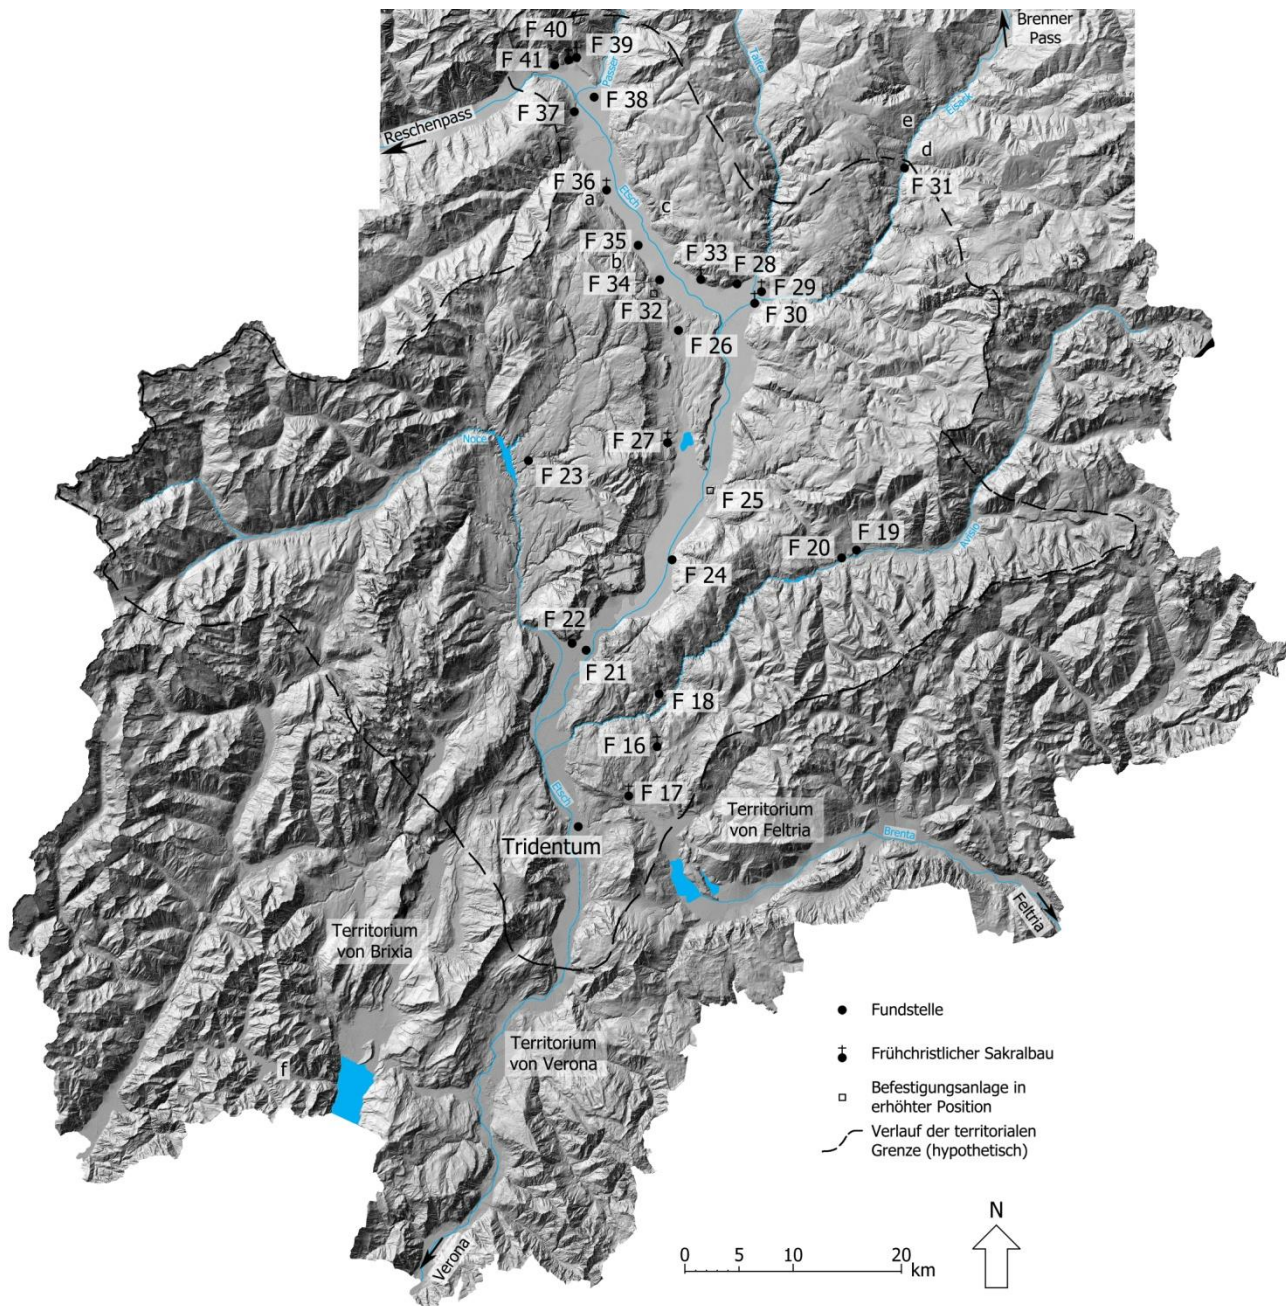 F 40
F 39
Brenner
Pass
F 41
Passer
Talfer
F 38
Eisack
F 37
Reschenpass
e
d
F 31
F 36
a
Etsch
c
F 35
F 33
F 28
b
F 34
F 29
F 32
F 30
F 26
Noce
F 27
F 23
F 25
F 19
Avisio
F 20
F 24
F 22
F 21
F 18
F 16
Etsch
F 17
Territorium
von Feltria
Tridentum
Brenta
Feltria
Territorium
von Brixia
Fundstelle
Territorium
von Verona
Frühchristlicher Sakralbau
f
Befestigungsanlage in
erhöhter Position
Verlauf der territorialen
Grenze (hypothetisch)
N
Verona
0 5 10 20
km